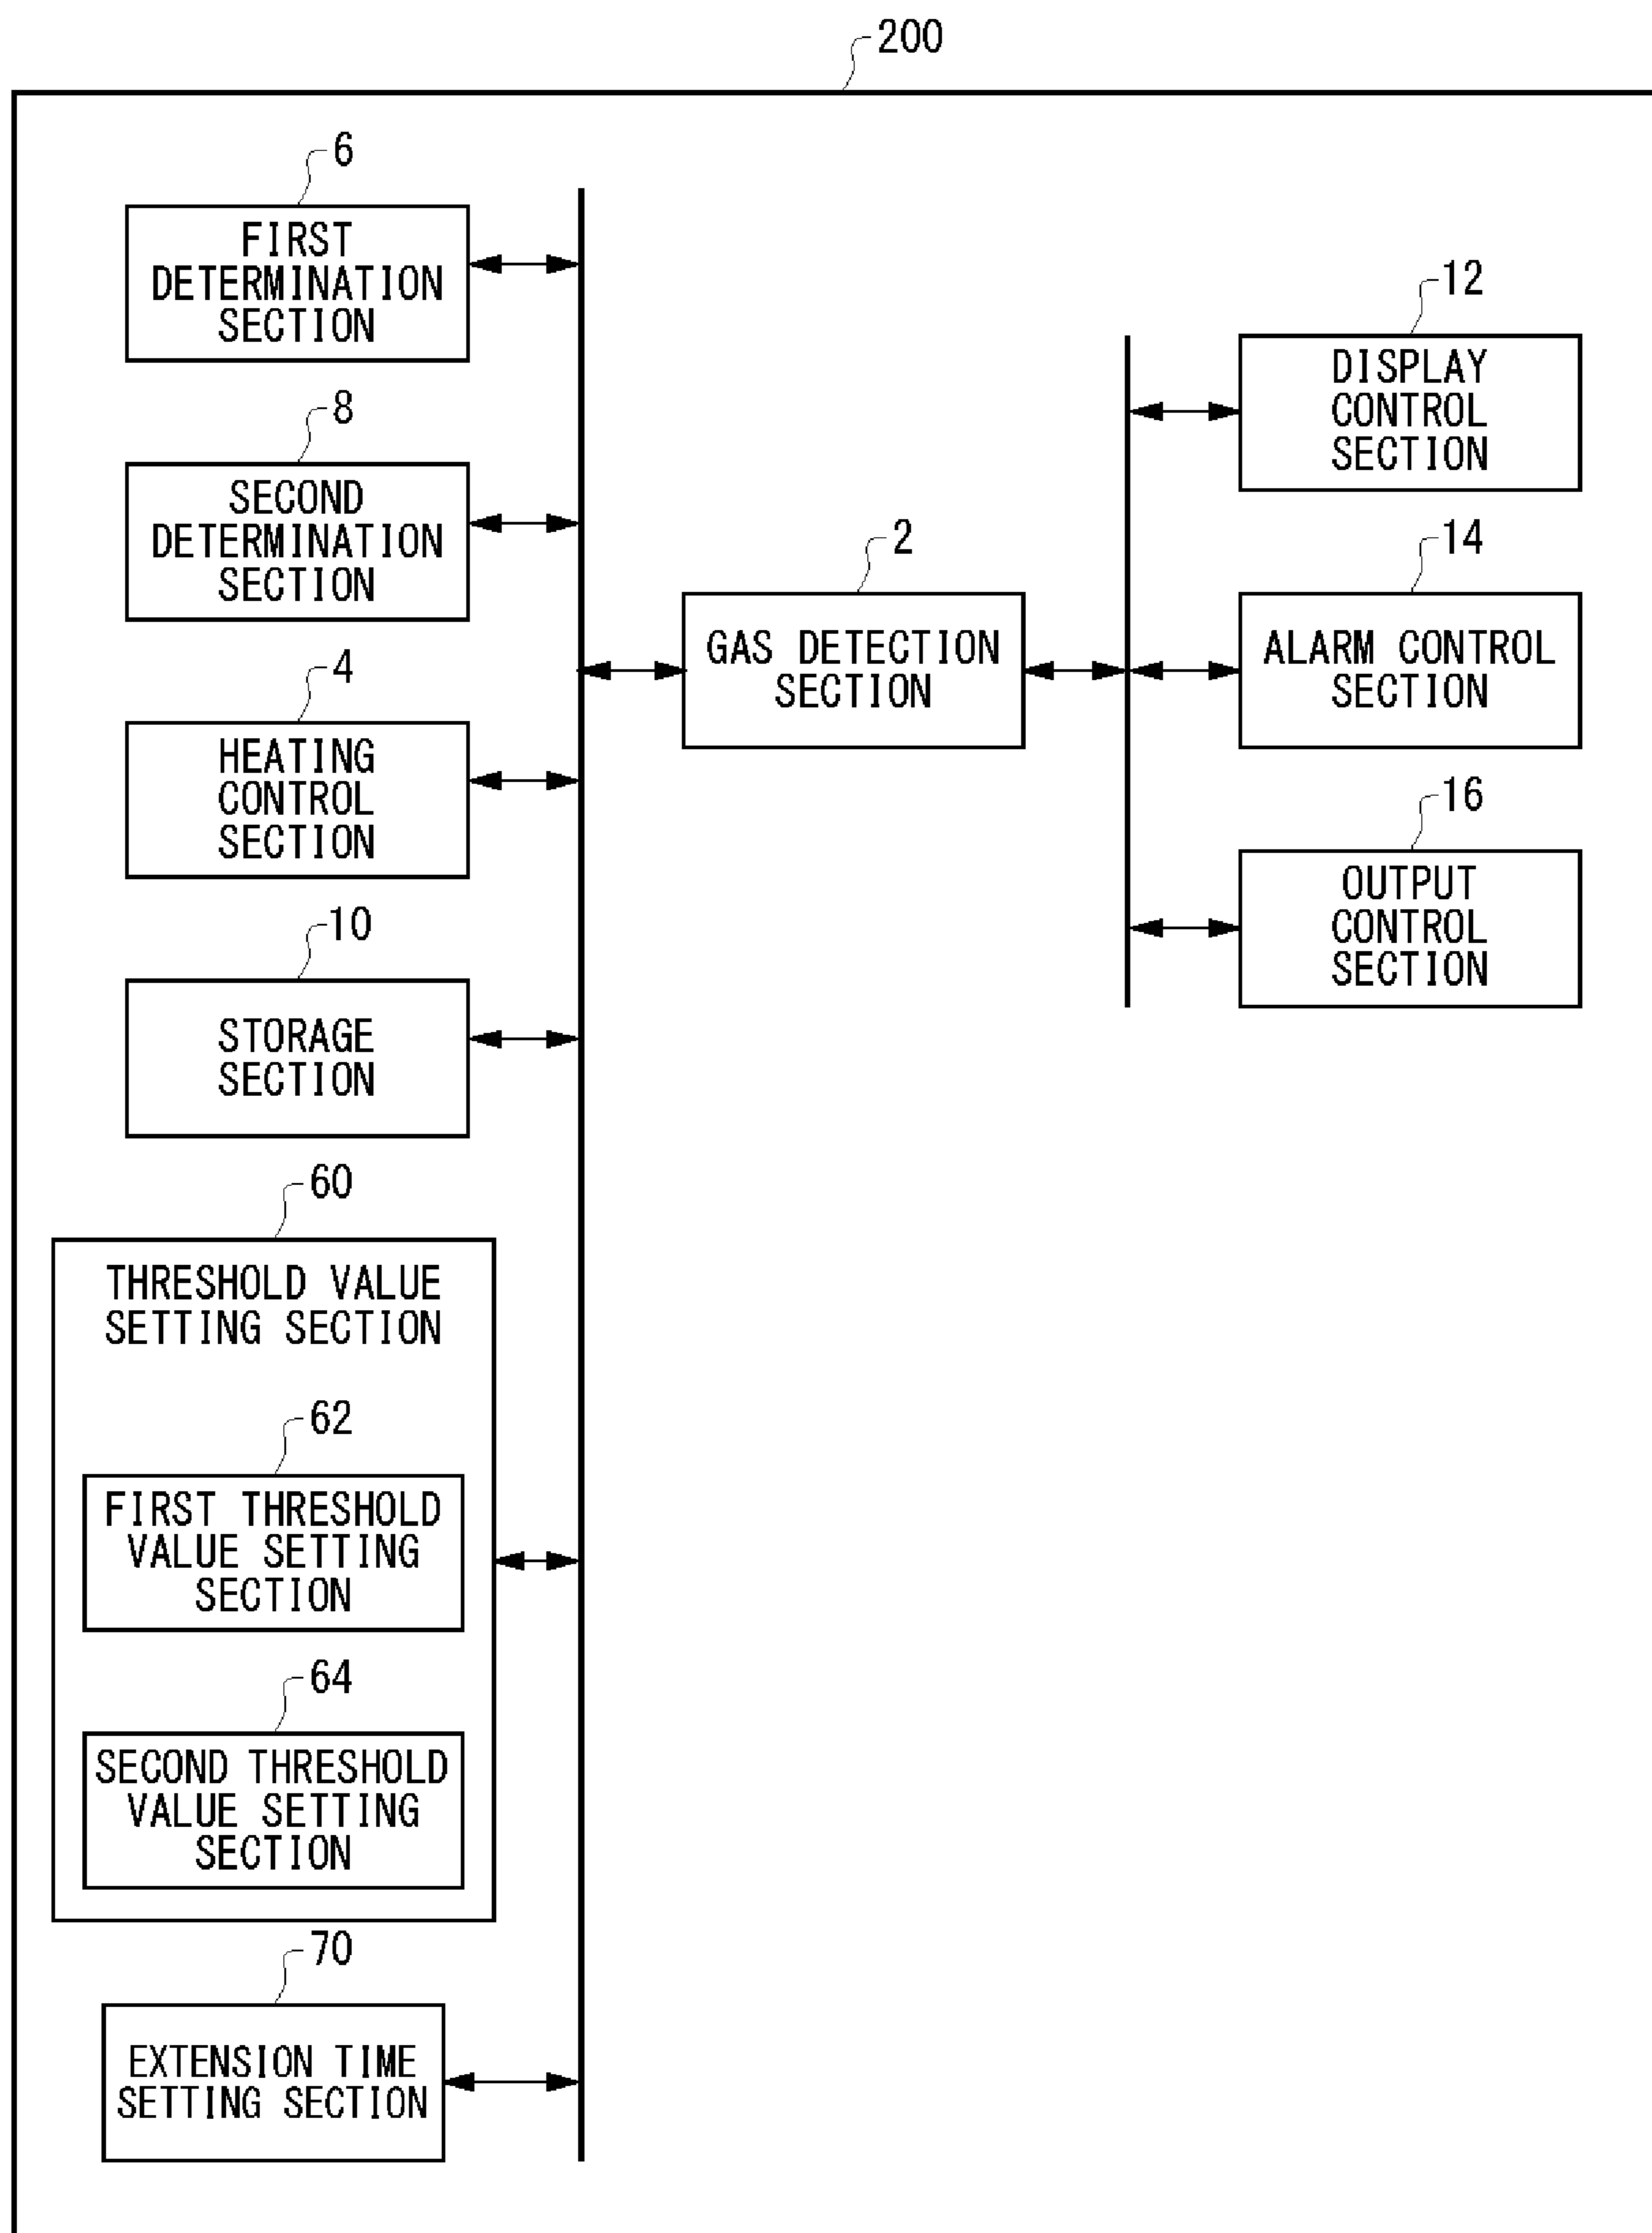 200
6
FIRST
DETERMINATION
SECTION
8
SECOND
DETERMINATION
SECTION
4
HEATING
CONTROL
SECTION
10
STORAGE
SECTION
60
THRESHOLD VALUE
SETTING SECTION
62
FIRST THRESHOLD
VALUE SETTING
SECTION
64
SECOND THRESHOLD
VALUE SETTING
SECTION
70
EXTENSION TIME
SETTING SECTION
2
GAS DETECTION
SECTION
12
DISPLAY
CONTROL
SECTION
14
ALARM CONTROL
SECTION
16
OUTPUT
CONTROL
SECTION